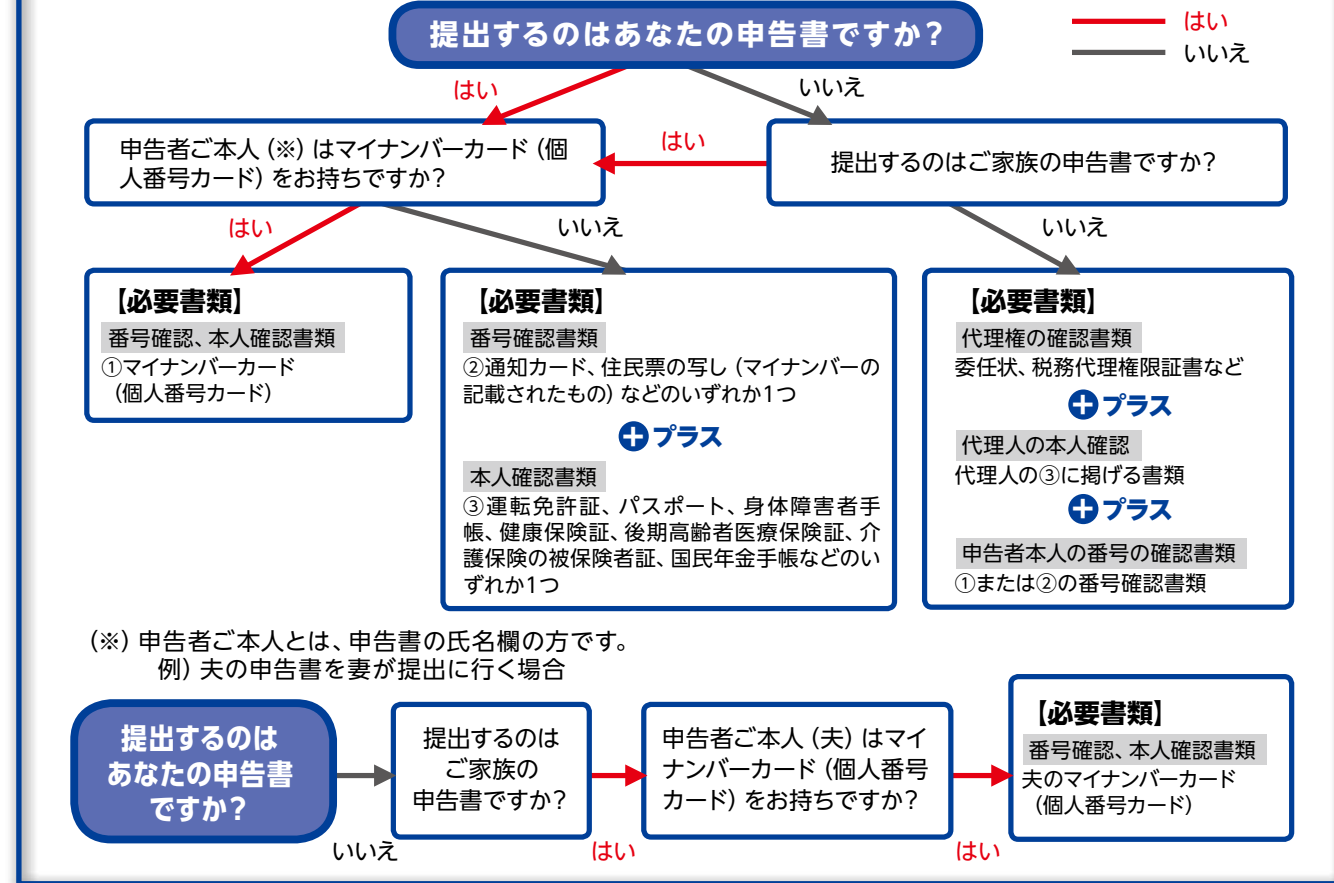 提出するのはあなたの申告書ですか?
はい
いいえ
はい
いいえ
申告者ご本人(※)はマイナンバーカード(個
人番号カード)をお持ちですか?
はい
提出するのはご家族の申告書ですか?
はい
いいえ
いいえ
【必要書類】
番号確認、本人確認書類
①マイナンバーカード
(個人番号カード)
【必要書類】
番号確認書類
②通知カード、住民票の写し(マイナンバーの
記載されたもの)などのいずれか1つ
プラス
本人確認書類
③運転免許証、パスポート、身体障害者手
帳、健康保険証、後期高齢者医療保険証、介
護保険の被保険者証、国民年金手帳などのい
ずれか1つ
【必要書類】
代理権の確認書類
委任状、税務代理権限証書など
プラス
代理人の本人確認
代理人の③に掲げる書類
プラス
申告者本人の番号の確認書類
①または②の番号確認書類
(※)申告者ご本人とは、申告書の氏名欄の方です。
例)夫の申告書を妻が提出に行く場合
提出するのは
あなたの申告書
ですか?
いいえ
提出するのは
ご家族の
申告書ですか?
はい
申告者ご本人(夫)はマイ
ナンバーカード(個人番号
カード)をお持ちですか?
はい
【必要書類】
番号確認、本人確認書類
夫のマイナンバーカード
(個人番号カード)